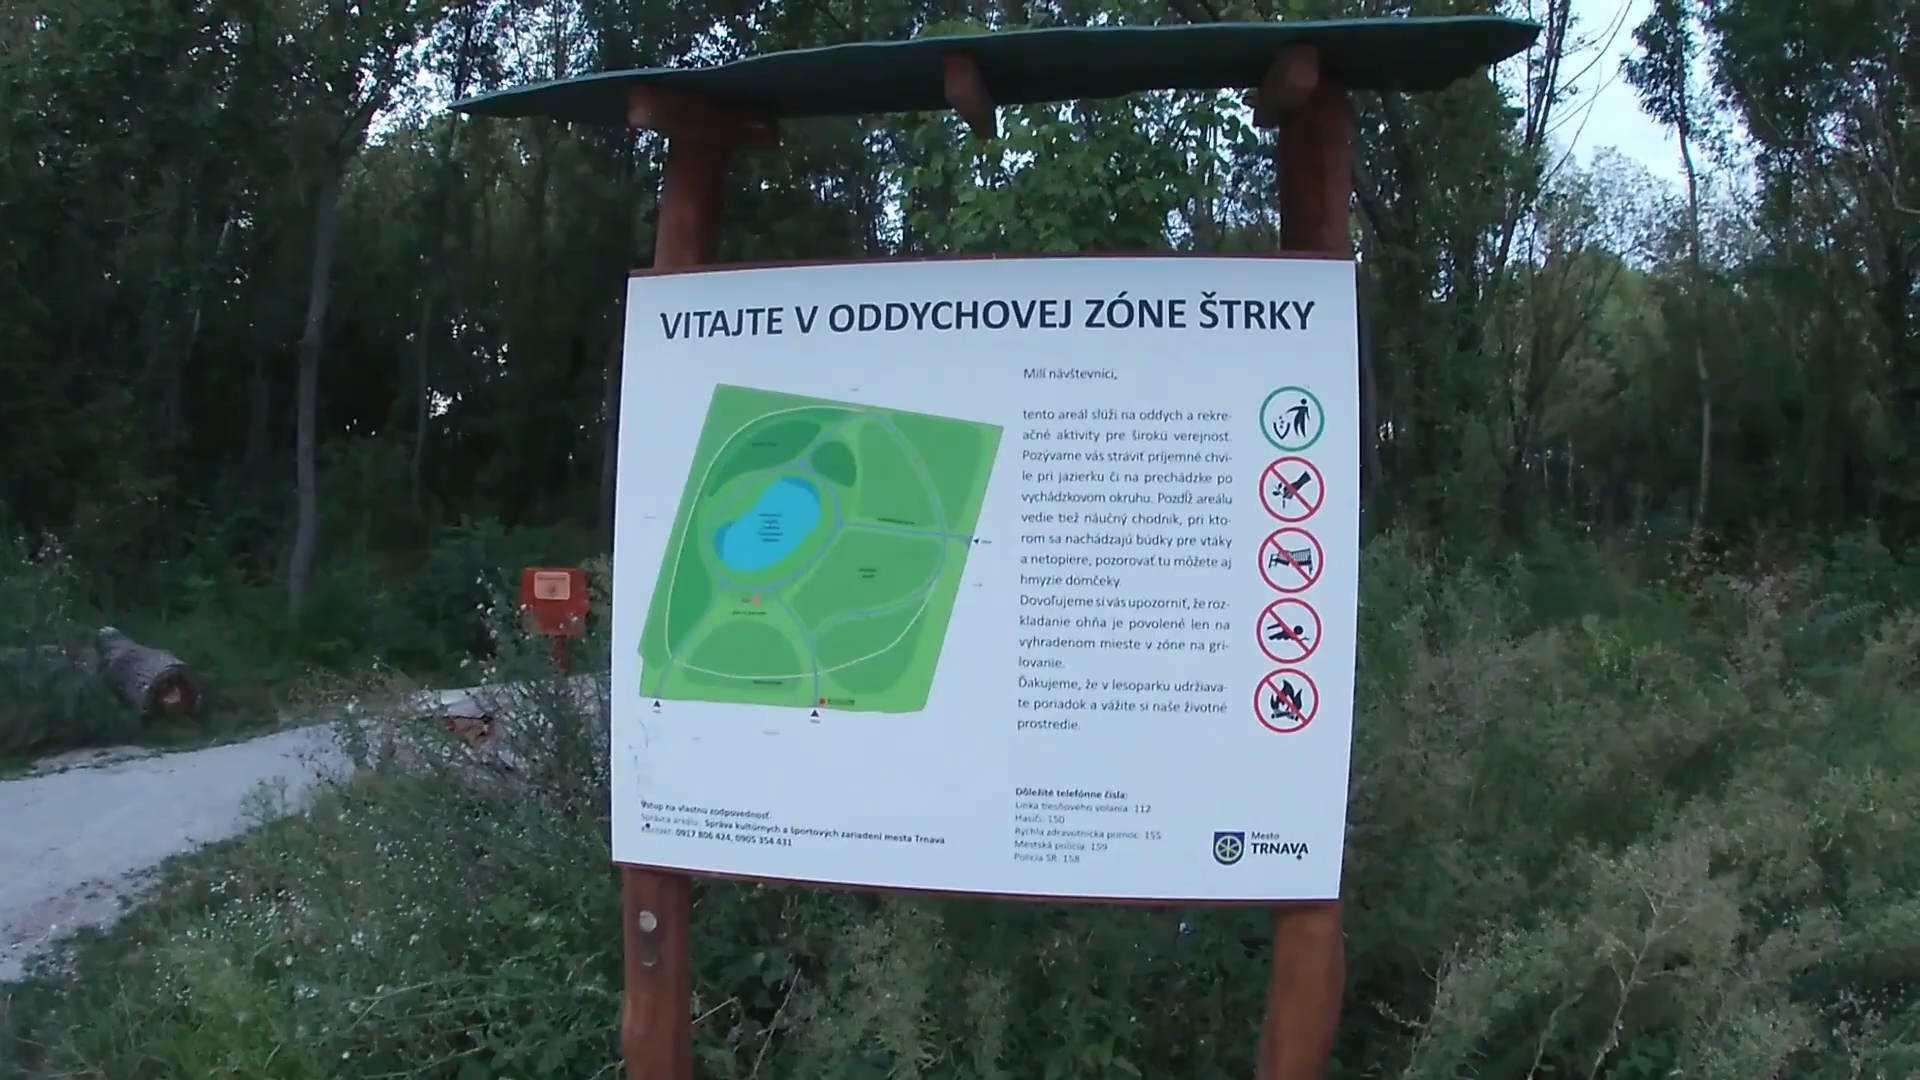 VITAJTE V ODDYCHOVEJ ZÓNE ŠTRKY
Milí návštevníci,
tento areál slúži na oddych a rekre-
ačné aktivity pre širokú verejnosť.
Pozývame vás stráviť príjemné chví-
le pri jazierku či na prechádzke po
vychádzkovom okruhu. Pozdĺž areálu
vedie tiež náučný chodník, pri kto-
rom sa nachádzajú búdky pre vtáky
a netopiere, pozorovať tu môžete aj
hmyzie domčeky.
Dovoľujeme si vás upozorniť, že roz-
kladanie ohňa je povolené len na
vyhradenom mieste v zóne na gri-
lovanie.
Ďakujeme, že v lesoparku udržiava-
te poriadok a vážite si naše životné
prostredie.
Vstup na vlastnú zodpovednosť.
Správca areálu: Správa kultúrnych a športových zariadení mesta Trnava
Kontakt: 0917 806 424, 0905 354 431
Dôležité telefónne čísla:
Linka tiesňového volania: 112
Hasiči: 150
Rýchla zdravotnícka pomoc: 155
Mestská polícia: 159
Polícia SR: 158
Mesto
TRNAVA